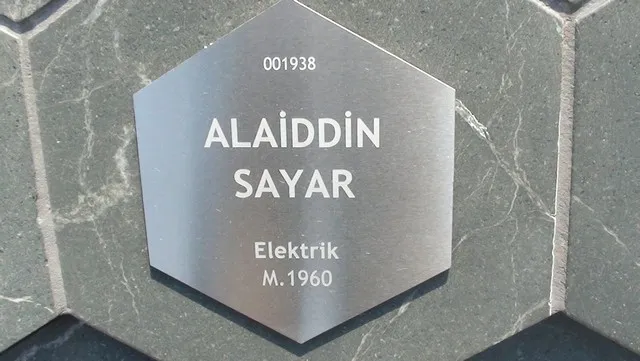 001938
ALAİDDİN
SAYAR
Elektrik
M.1960